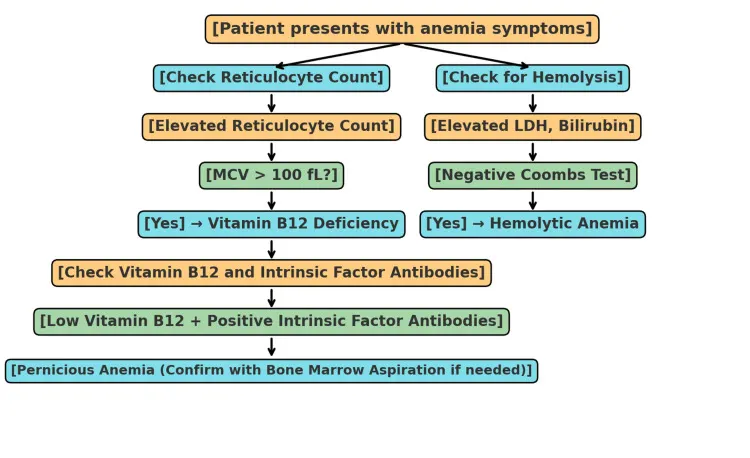 [Patient presents with anemia symptoms]
[Check Reticulocyte Count]
[Check for Hemolysis]
[Elevated Reticulocyte Count]
[Elevated LDH, Bilirubin]
[MCV > 100 fL?]
[Negative Coombs Test]
[Yes] → Vitamin B12 Deficiency
[Yes] → Hemolytic Anemia
[Check Vitamin B12 and Intrinsic Factor Antibodies]
[Low Vitamin B12 + Positive Intrinsic Factor Antibodies]
[Pernicious Anemia (Confirm with Bone Marrow Aspiration if needed)]